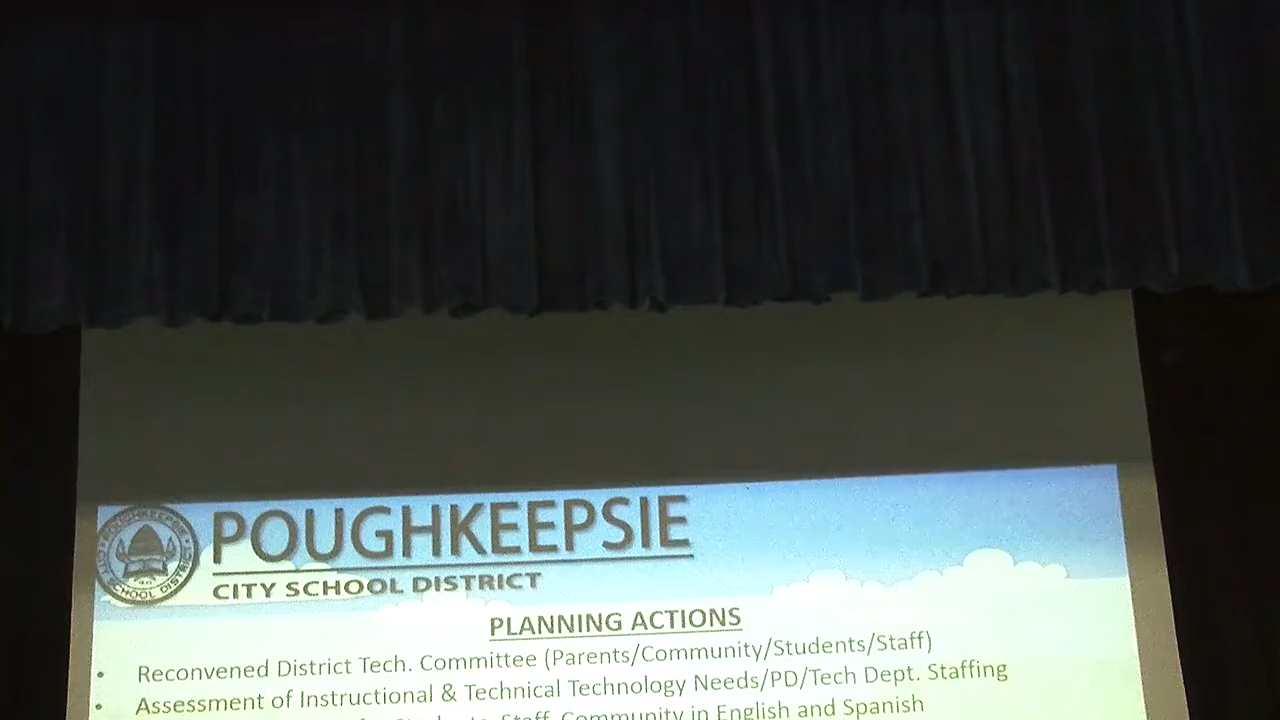 POUGHKEEPSIE
CITY SCHOOL DISTRICT
PLANNING ACTIONS
• Reconvened District Tech. Committee (Parents/Community/Students/Staff)
• Assessment of Instructional & Technical Technology Needs/PD/Tech Dept. Staffing
Students, Staff, Community in English and Spanish